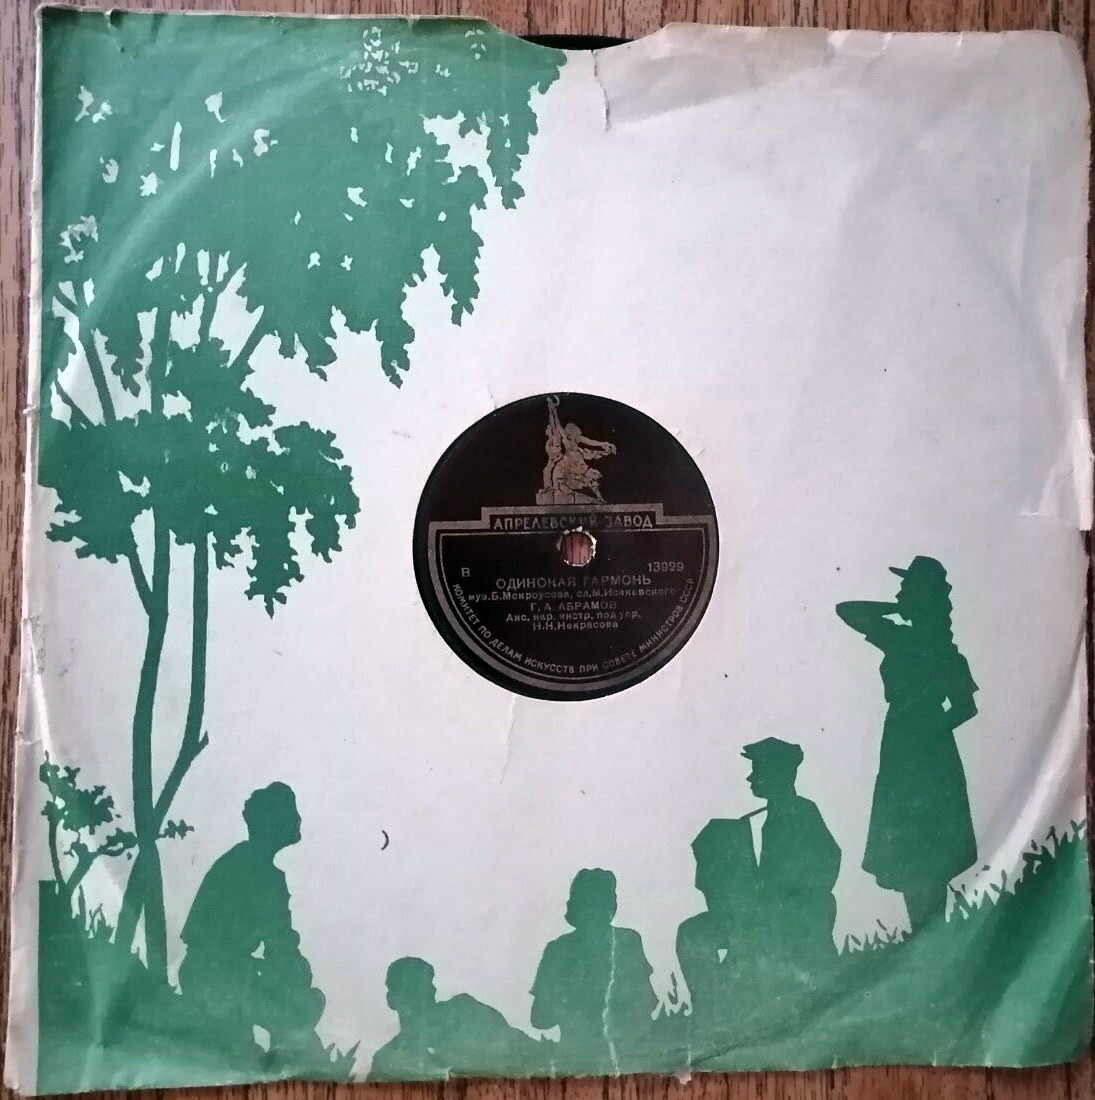 АПРЕЛЕВСКИЙ ЗАВОД
В 13929
ОДИНОКАЯ ГАРМОНЬ
муз. Б. Мокроусова, сл. М. Исаковского
Г. А. АБРАМОВ
Анс. нар. инстр. под упр.
Н. Н. Некрасова
КОМИТЕТ ПО ДЕЛАМ ИСКУССТВ ПРИ СОВЕТЕ МИНИСТРОВ СССР